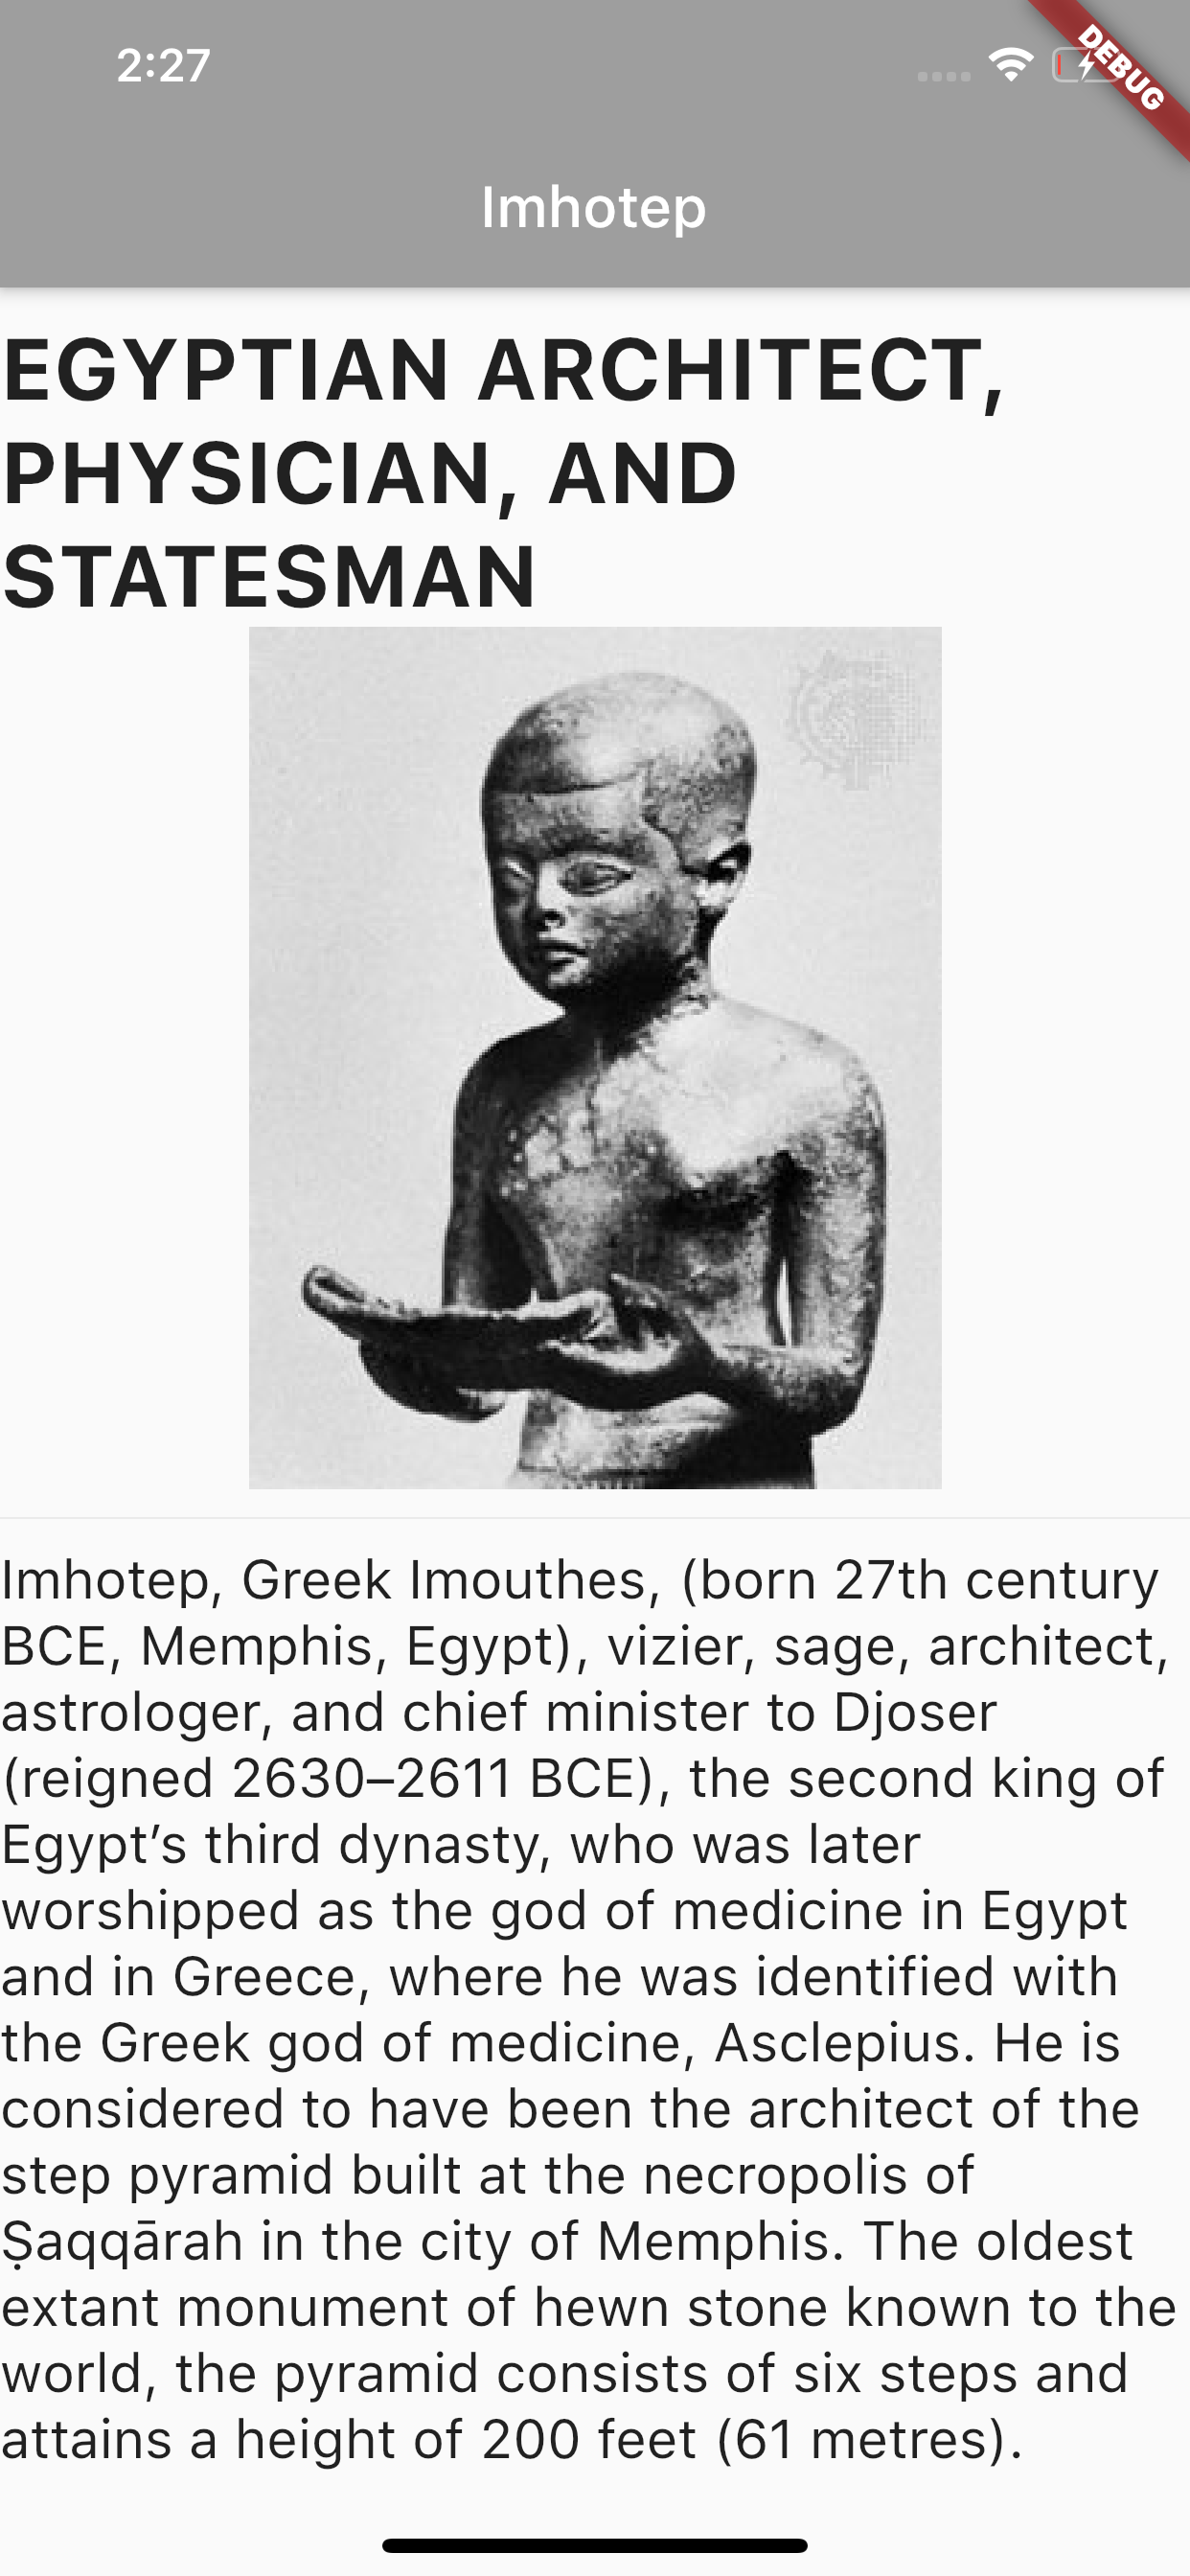 2:27
DEBUG
Imhotep
EGYPTIAN ARCHITECT,
PHYSICIAN, AND
STATESMAN
Imhotep, Greek Imouthes, (born 27th century
BCE, Memphis, Egypt), vizier, sage, architect,
astrologer, and chief minister to Djoser
(reigned 2630–2611 BCE), the second king of
Egypt’s third dynasty, who was later
worshipped as the god of medicine in Egypt
and in Greece, where he was identified with
the Greek god of medicine, Asclepius. He is
considered to have been the architect of the
step pyramid built at the necropolis of
Ṣaqqārah in the city of Memphis. The oldest
extant monument of hewn stone known to the
world, the pyramid consists of six steps and
attains a height of 200 feet (61 metres).